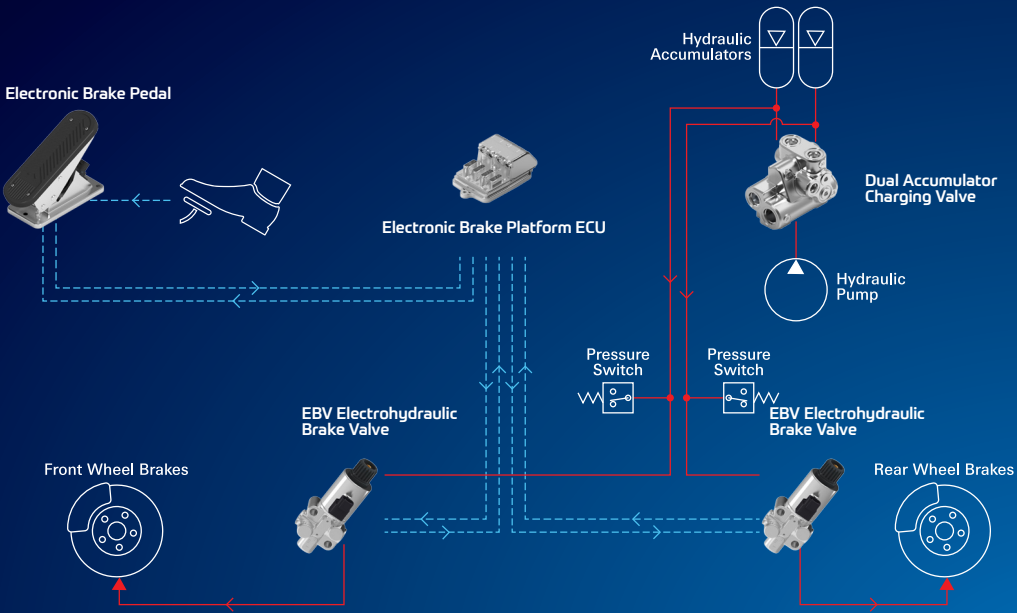 Hydraulic
Accumulators
Electronic Brake Pedal
Dual Accumulator
Charging Valve
Electronic Brake Platform ECU
Hydraulic
Pump
Pressure
Switch
Pressure
Switch
EBV Electrohydraulic
Brake Valve
EBV Electrohydraulic
Brake Valve
Front Wheel Brakes
Rear Wheel Brakes